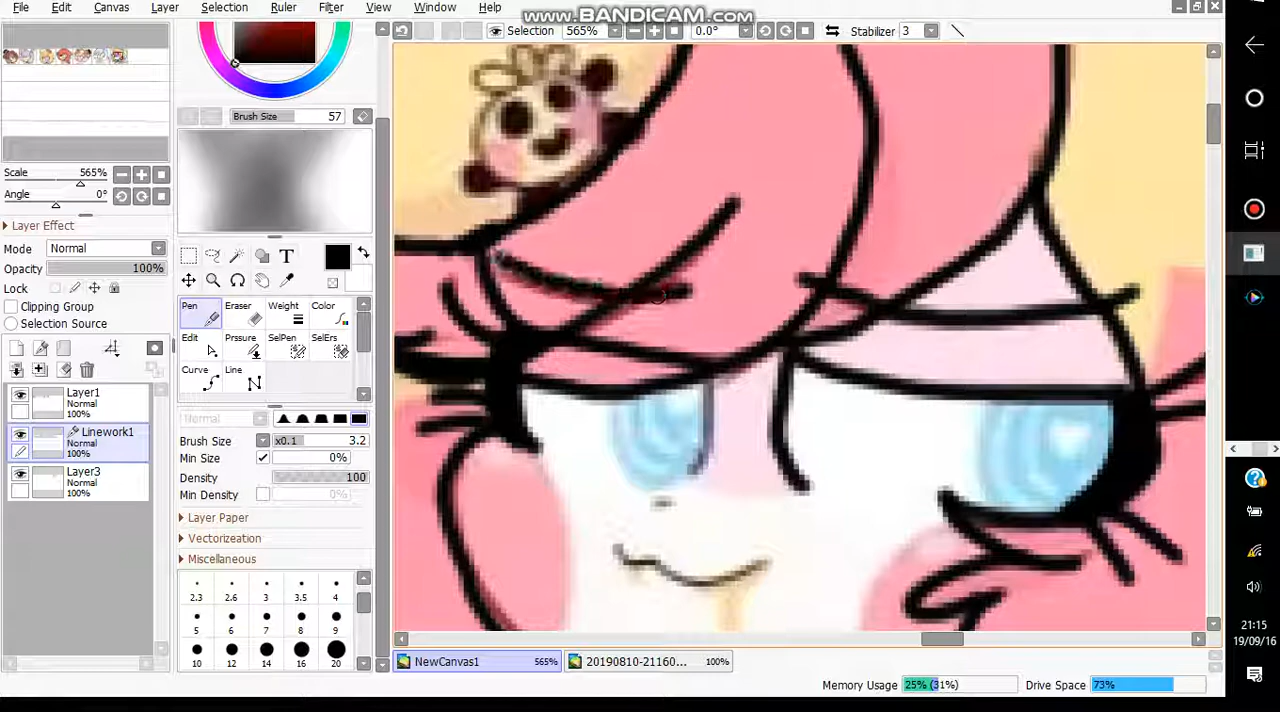 www.BANDICAM.com
File Edit Canvas Layer Selection Ruler Filter View Window Help
Selection 565% 0.0° Stabilizer 3
Brush Size 57
Scale 565%
Angle 0°
Layer Effect
Mode Normal
Opacity 100%
Lock
Clipping Group
Selection Source
Layer1
Normal
100%
Linework1
Normal
100%
Layer3
Normal
100%
Pen Eraser Weight Color
Edit Prssure SelPen SelErs
Curve Line
Normal
Brush Size x0.1 3.2
Min Size 0%
Density 100
Min Density 0%
Layer Paper
Vectorization
Miscellaneous
2.3 2.6 3 3.5 4
5 6 7 8 9
10 12 14 16 20
NewCanvas1 565% 20190810-21160... 100%
Memory Usage 25% (31%) Drive Space 73%
21:15
19/09/16